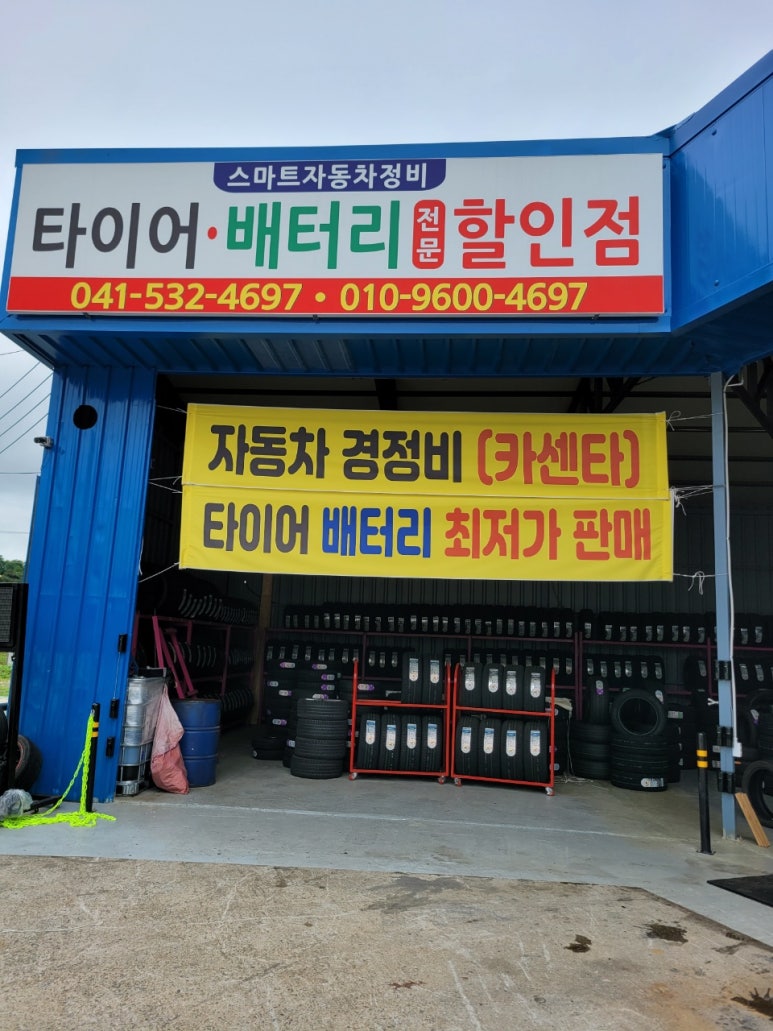 스마트자동차정비
타이어·배터리 전문 할인점
041-532-4697 • 010-9600-4697
자동차 경정비 (카센타)
타이어 배터리 최저가 판매